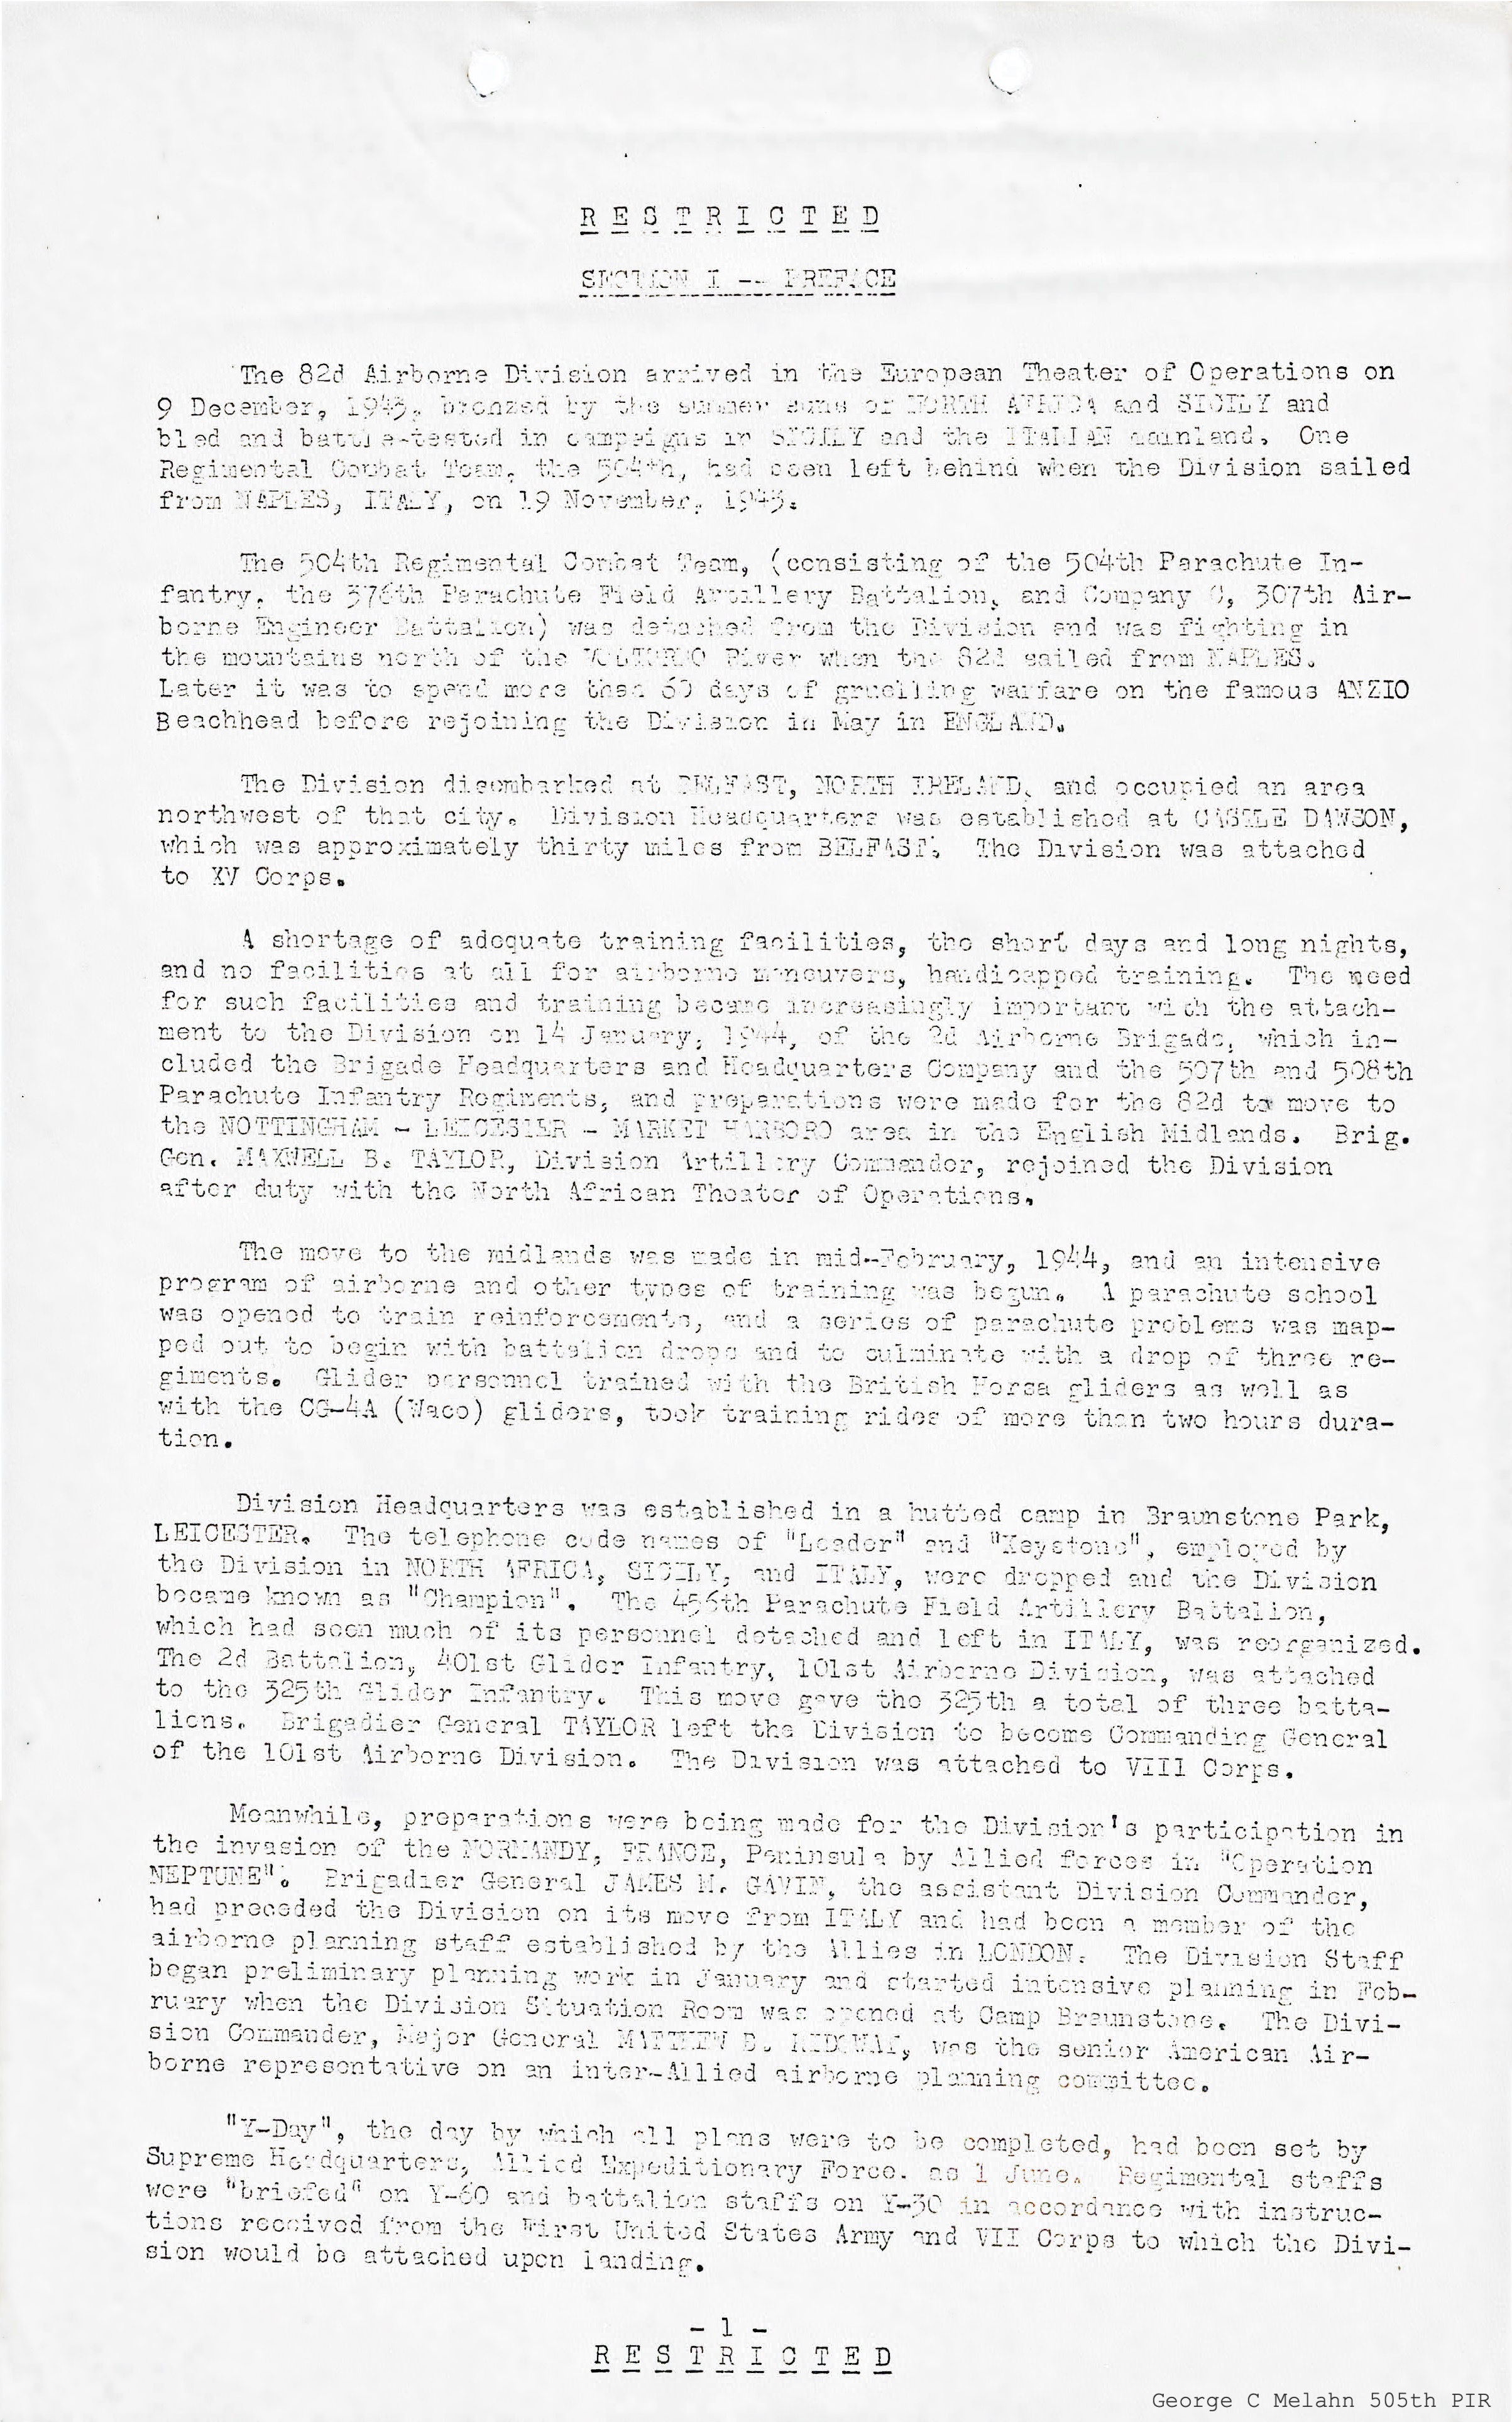 R E S T R I C T E D
SECTION I -- PREFACE
The 82d Airborne Division arrived in the European Theater of Operations on
9 December, 1943, bronzed by the summer suns of NORTH AFRICA and SICILY and
bled and battle-tested in campaigns in SICILY and the ITALIAN mainland. One
Regimental Combat Team, the 504th, had been left behind when the Division sailed
from NAPLES, ITALY, on 19 November, 1943.
The 504th Regimental Combat Team, (consisting of the 504th Parachute In-
fantry, the 376th Parachute Field Artillery Battalion, and Company C, 307th Air-
borne Engineer Battalion) was detached from the Division and was fighting in
the mountains north of the VOLTURNO River when the 82d sailed from NAPLES.
Later it was to spend more than 60 days of gruelling warfare on the famous ANZIO
Beachhead before rejoining the Division in May in ENGLAND.
The Division disembarked at BELFAST, NORTH IRELAND, and occupied an area
northwest of that city. Division Headquarters was established at CASTLE DAWSON,
which was approximately thirty miles from BELFAST. The Division was attached
to XV Corps.
A shortage of adequate training facilities, the short days and long nights,
and no facilities at all for airborne maneuvers, handicapped training. The need
for such facilities and training became increasingly important with the attach-
ment to the Division on 14 January, 1944, of the 2d Airborne Brigade, which in-
cluded the Brigade Headquarters and Headquarters Company and the 507th and 508th
Parachute Infantry Regiments, and preparations were made for the 82d to move to
the NOTTINGHAM - LEICESTER - MARKET HARBORO area in the English Midlands. Brig.
Gen. MAXWELL B. TAYLOR, Division Artillery Commander, rejoined the Division
after duty with the North African Theater of Operations.
The move to the midlands was made in mid--February, 1944, and an intensive
program of airborne and other types of training was begun. A parachute school
was opened to train reinforcements, and a series of parachute problems was map-
ped out to begin with battalion drops and to culminate with a drop of three re-
giments. Glider personnel trained with the British Horsa gliders as well as
with the CG-4A (Waco) gliders, took training rides of more than two hours dura-
tion.
Division Headquarters was established in a hutted camp in Braunstone Park,
LEICESTER. The telephone code names of "Leader" and "Keystone", employed by
the Division in NORTH AFRICA, SICILY, and ITALY, were dropped and the Division
became known as "Champion". The 456th Parachute Field Artillery Battalion,
which had seen much of its personnel detached and left in ITALY, was reorganized.
The 2d Battalion, 401st Glider Infantry, 101st Airborne Division, was attached
to the 325th Glider Infantry. This move gave the 325th a total of three batta-
lions. Brigadier General TAYLOR left the Division to become Commanding General
of the 101st Airborne Division. The Division was attached to VIII Corps.
Meanwhile, preparations were being made for the Division's participation in
the invasion of the NORMANDY, FRANCE, Peninsula by Allied forces in "Operation
NEPTUNE". Brigadier General JAMES M. GAVIN, the assistant Division Commander,
had preceded the Division on its move from ITALY and had been a member of the
airborne planning staff established by the Allies in LONDON. The Division Staff
began preliminary planning work in January and started intensive planning in Feb-
ruary when the Division Situation Room was opened at Camp Braunstone. The Divi-
sion Commander, Major General MATTHEW B. RIDGWAY, was the senior American Air-
borne representative on an inter-Allied airborne planning committee.
"Y-Day", the day by which all plans were to be completed, had been set by
Supreme Headquarters, Allied Expeditionary Force. as 1 June. Regimental staffs
were "briefed" on Y-60 and battalion staffs on Y-30 in accordance with instruc-
tions received from the First United States Army and VII Corps to which the Divi-
sion would be attached upon landing.
- 1 -
R E S T R I C T E D
George C Melahn 505th PIR